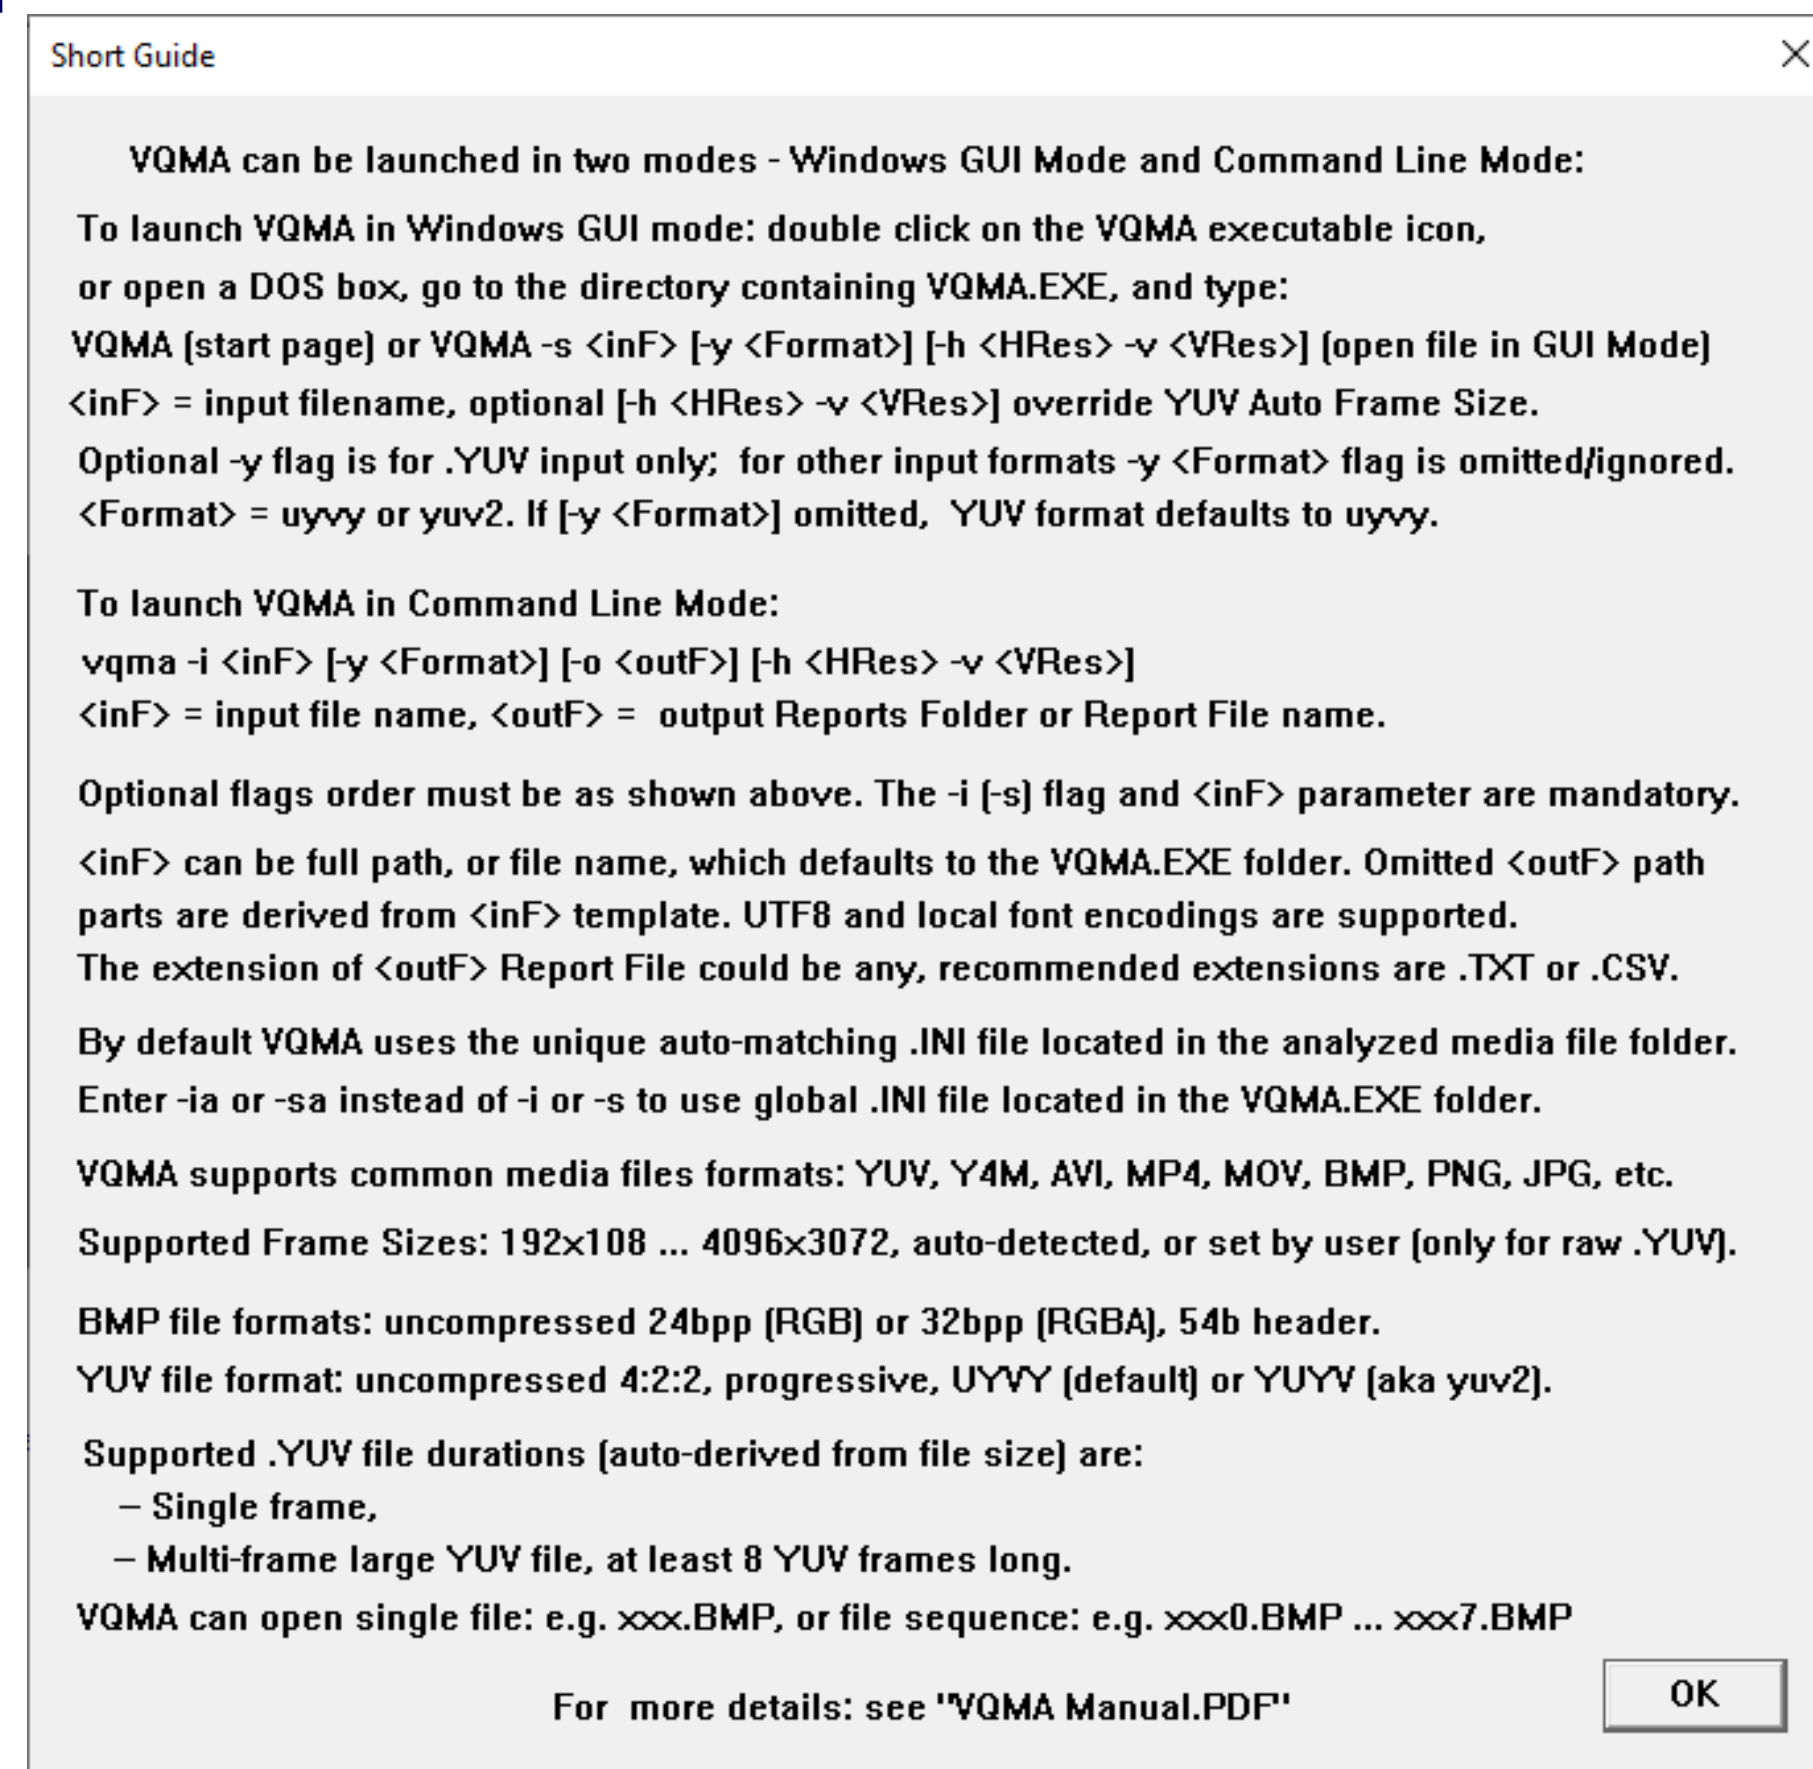 Short Guide
VQMA can be launched in two modes - Windows GUI Mode and Command Line Mode:
To launch VQMA in Windows GUI mode: double click on the VQMA executable icon,
or open a DOS box, go to the directory containing VQMA.EXE, and type:
VQMA (start page) or VQMA -s <inF> [-y <Format>] [-h <HRes> -v <VRes>] (open file in GUI Mode)
<inF> = input filename, optional [-h <HRes> -v <VRes>] override YUV Auto Frame Size.
Optional -y flag is for .YUV input only;  for other input formats -y <Format> flag is omitted/ignored.
<Format> = uyvy or yuv2. If [-y <Format>] omitted,  YUV format defaults to uyvy.
To launch VQMA in Command Line Mode:
vqma -i <inF> [-y <Format>] [-o <outF>] [-h <HRes> -v <VRes>]
<inF> = input file name, <outF> =  output Reports Folder or Report File name.
Optional flags order must be as shown above. The -i (-s) flag and <inF> parameter are mandatory.
<inF> can be full path, or file name, which defaults to the VQMA.EXE folder. Omitted <outF> path
parts are derived from <inF> template. UTF8 and local font encodings are supported.
The extension of <outF> Report File could be any, recommended extensions are .TXT or .CSV.
By default VQMA uses the unique auto-matching .INI file located in the analyzed media file folder.
Enter -ia or -sa instead of -i or -s to use global .INI file located in the VQMA.EXE folder.
VQMA supports common media files formats: YUV, Y4M, AVI, MP4, MOV, BMP, PNG, JPG, etc.
Supported Frame Sizes: 192x108 ... 4096x3072, auto-detected, or set by user (only for raw .YUV).
BMP file formats: uncompressed 24bpp (RGB) or 32bpp (RGBA), 54b header.
YUV file format: uncompressed 4:2:2, progressive, UYVY (default) or YUYV (aka yuv2).
Supported .YUV file durations (auto-derived from file size) are:
– Single frame,
– Multi-frame large YUV file, at least 8 YUV frames long.
VQMA can open single file: e.g. xxx.BMP, or file sequence: e.g. xxx0.BMP ... xxx7.BMP
For  more details: see "VQMA Manual.PDF"
OK